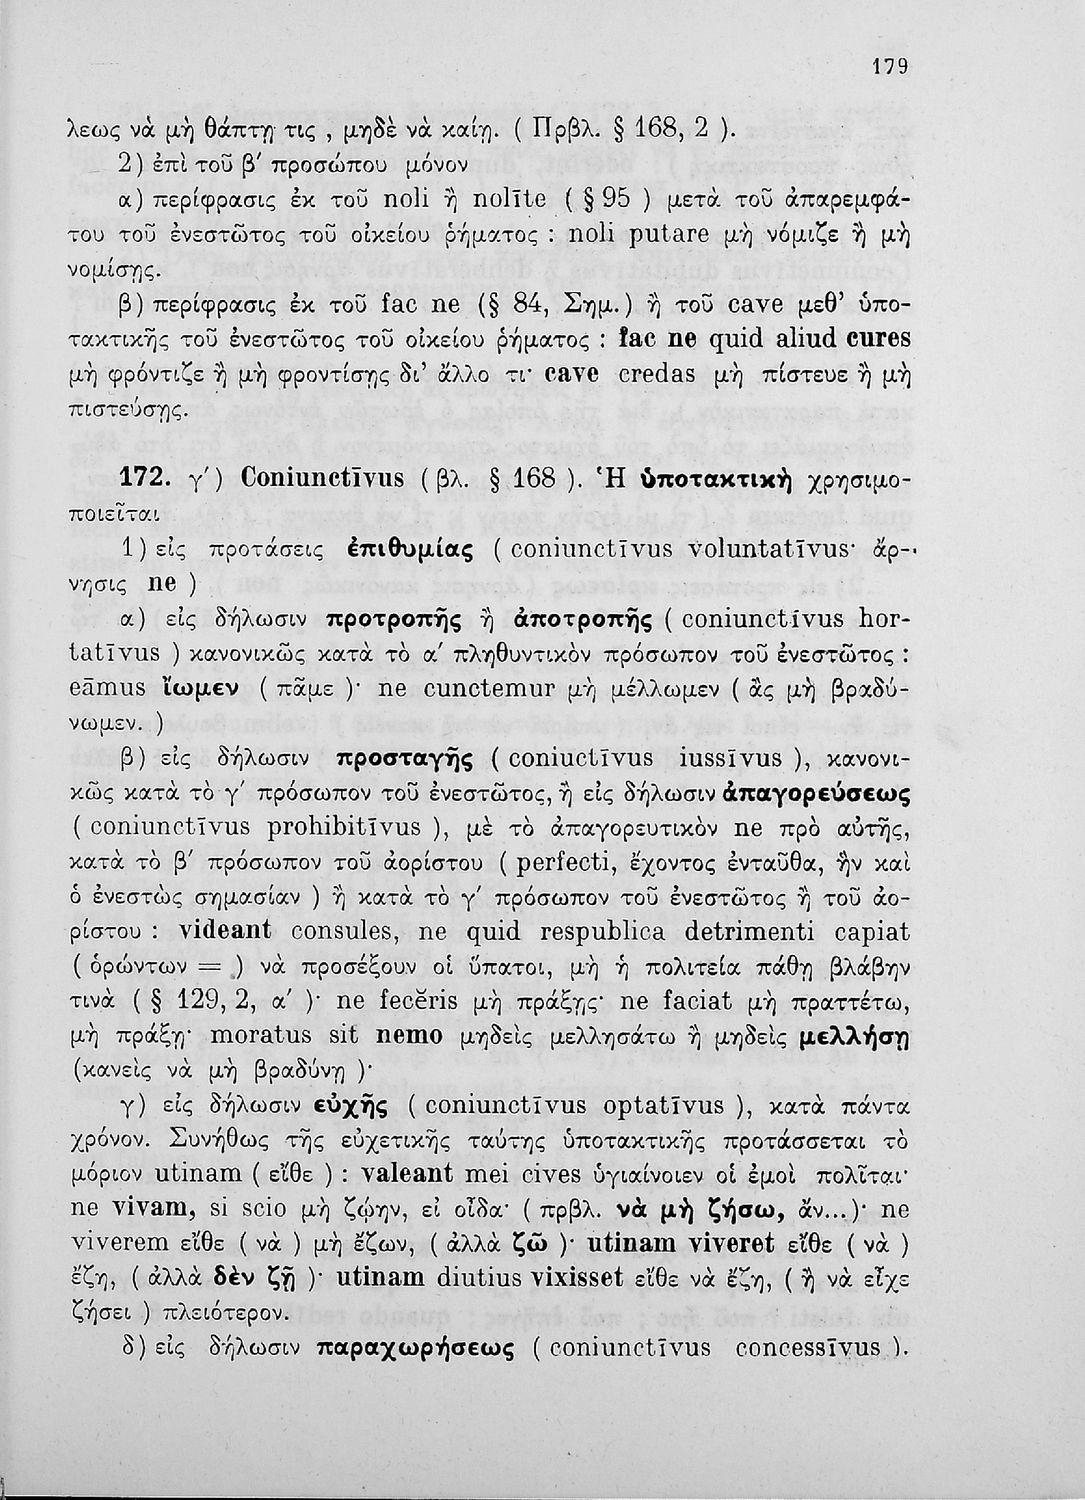 179
λεως νὰ μὴ θάπτῃ τις , μηδὲ νὰ καίῃ. ( Πρβλ. § 168, 2 ).
2) ἐπὶ τοῦ β′ προσώπου μόνον
α) περίφρασις ἐκ τοῦ noli ἢ nolīte ( § 95 ) μετὰ τοῦ ἀπαρεμφά-
του τοῦ ἐνεστῶτος τοῦ οἰκείου ῥήματος : noli putare μὴ νόμιζε ἢ μὴ
νομίσῃς.
β) περίφρασις ἐκ τοῦ fac ne (§ 84, Σημ.) ἢ τοῦ cave μεθ’ ὑπο-
τακτικῆς τοῦ ἐνεστῶτος τοῦ οἰκείου ῥήματος : fac ne quid aliud cures
μὴ φρόντιζε ἢ μὴ φροντίσῃς δι’ ἄλλο τι· cave credas μὴ πίστευε ἢ μὴ
πιστεύσῃς.
172. γ′) Coniunctīvus (βλ. § 168 ). Ἡ ὑποτακτικὴ χρησιμο-
ποιεῖται
1) εἰς προτάσεις ἐπιθυμίας ( coniunctīvus voluntatīvus· ἄρ-
νησις ne )
α) εἰς δήλωσιν προτροπῆς ἢ ἀποτροπῆς ( coniunctīvus hor-
tatīvus ) κανονικῶς κατὰ τὸ α′ πληθυντικὸν πρόσωπον τοῦ ἐνεστῶτος :
eāmus ἴωμεν ( πᾶμε )· ne cunctemur μὴ μέλλωμεν ( ἂς μὴ βραδύ-
νωμεν. )
β) εἰς δήλωσιν προσταγῆς ( coniuctīvus iussīvus ), κανονι-
κῶς κατὰ τὸ γ′ πρόσωπον τοῦ ἐνεστῶτος, ἢ εἰς δήλωσιν ἀπαγορεύσεως
( coniunctīvus prohibitīvus ), μὲ τὸ ἀπαγορευτικὸν ne πρὸ αὐτῆς,
κατὰ τὸ β′ πρόσωπον τοῦ ἀορίστου ( perfecti, ἔχοντος ἐνταῦθα, ἣν καὶ
ὁ ἐνεστὼς σημασίαν ) ἢ κατὰ τὸ γ′ πρόσωπον τοῦ ἐνεστῶτος ἢ τοῦ ἀο-
ρίστου : videant consules, ne quid respublica detrimenti capiat
( ὁρώντων = ) νὰ προσέξουν οἱ ὕπατοι, μὴ ἡ πολιτεία πάθῃ βλάβην
τινὰ ( § 129, 2, α′ )· ne fecĕris μὴ πράξῃς· ne faciat μὴ πραττέτω,
μὴ πράξῃ· moratus sit nemo μηδεὶς μελλησάτω ἢ μηδεὶς μελλήσῃ
(κανεὶς νὰ μὴ βραδύνῃ )·
γ) εἰς δήλωσιν εὐχῆς ( coniunctīvus optatīvus ), κατὰ πάντα
χρόνον. Συνήθως τῆς εὐχετικῆς ταύτης ὑποτακτικῆς προτάσσεται τὸ
μόριον utinam ( εἴθε ) : valeant mei cives ὑγιαίνοιεν οἱ ἐμοὶ πολῖται·
ne vivam, si scio μὴ ζῴην, εἰ οἶδα· ( πρβλ. νὰ μὴ ζήσω, ἄν...)· ne
viverem εἴθε ( νὰ ) μὴ ἔζων, ( ἀλλὰ ζῶ )· utinam viveret εἴθε ( νὰ )
ἔζη, ( ἀλλὰ δὲν ζῇ )· utinam diutius vixisset εἴθε νὰ ἔζη, ( ἢ νὰ εἶχε
ζήσει ) πλειότερον.
δ) εἰς δήλωσιν παραχωρήσεως ( coniunctīvus concessīvus ).